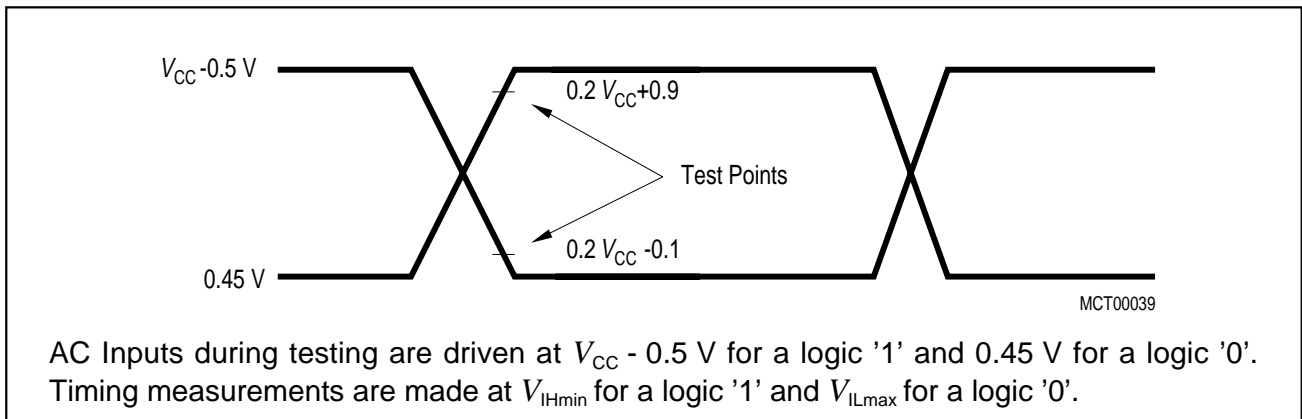 VCC -0.5 V
0.2 VCC+0.9
Test Points
0.2 VCC -0.1
0.45 V
MCT00039
AC Inputs during testing are driven at VCC - 0.5 V for a logic '1' and 0.45 V for a logic '0'.
Timing measurements are made at VIHmin for a logic '1' and VILmax for a logic '0'.